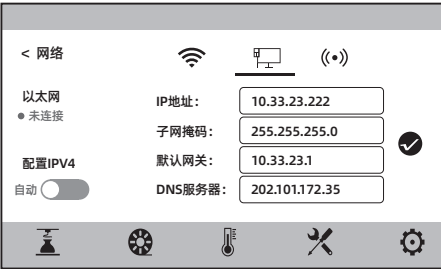 < 网络
以太网
● 未连接
配置IPV4
自动
IP地址： 10.33.23.222
子网掩码： 255.255.255.0
默认网关： 10.33.23.1
DNS服务器： 202.101.172.35